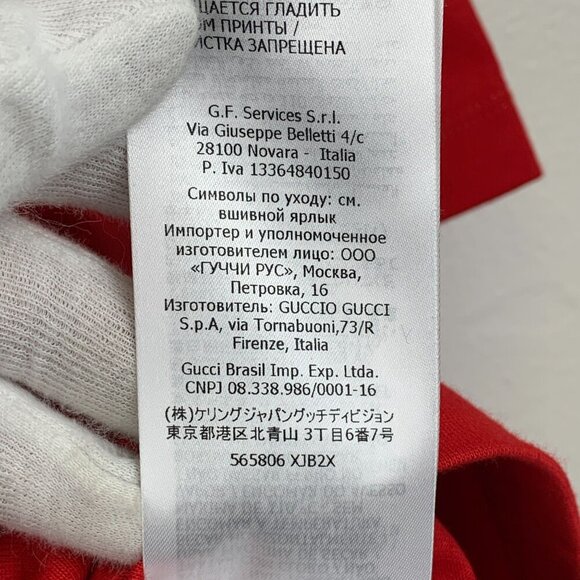 ЩАЕТСЯ ГЛАДИТЬ
ПРИНТЫ /
ИСТКА ЗАПРЕЩЕНА
G.F. Services S.r.l.
Via Giuseppe Belletti 4/c
28100 Novara - Italia
P. Iva 13364840150
Символы по уходу: см.
вшивной ярлык
Импортер и уполномоченное
изготовителем лицо: ООО
«ГУЧЧИ РУС», Москва,
Петровка, 16
Изготовитель: GUCCIO GUCCI
S.p.A, via Tornabuoni,73/R
Firenze, Italia
Gucci Brasil Imp. Exp. Ltda.
CNPJ 08.338.986/0001-16
(株)ケリングジャパングッチディビジョン
東京都港区北青山 3丁目6番7号
565806 XJB2X